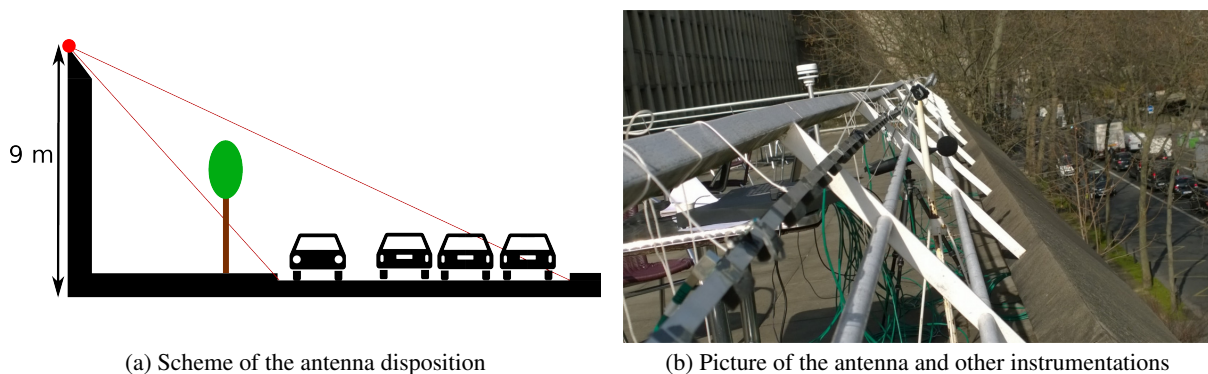 9 m
(a) Scheme of the antenna disposition
(b) Picture of the antenna and other instrumentations